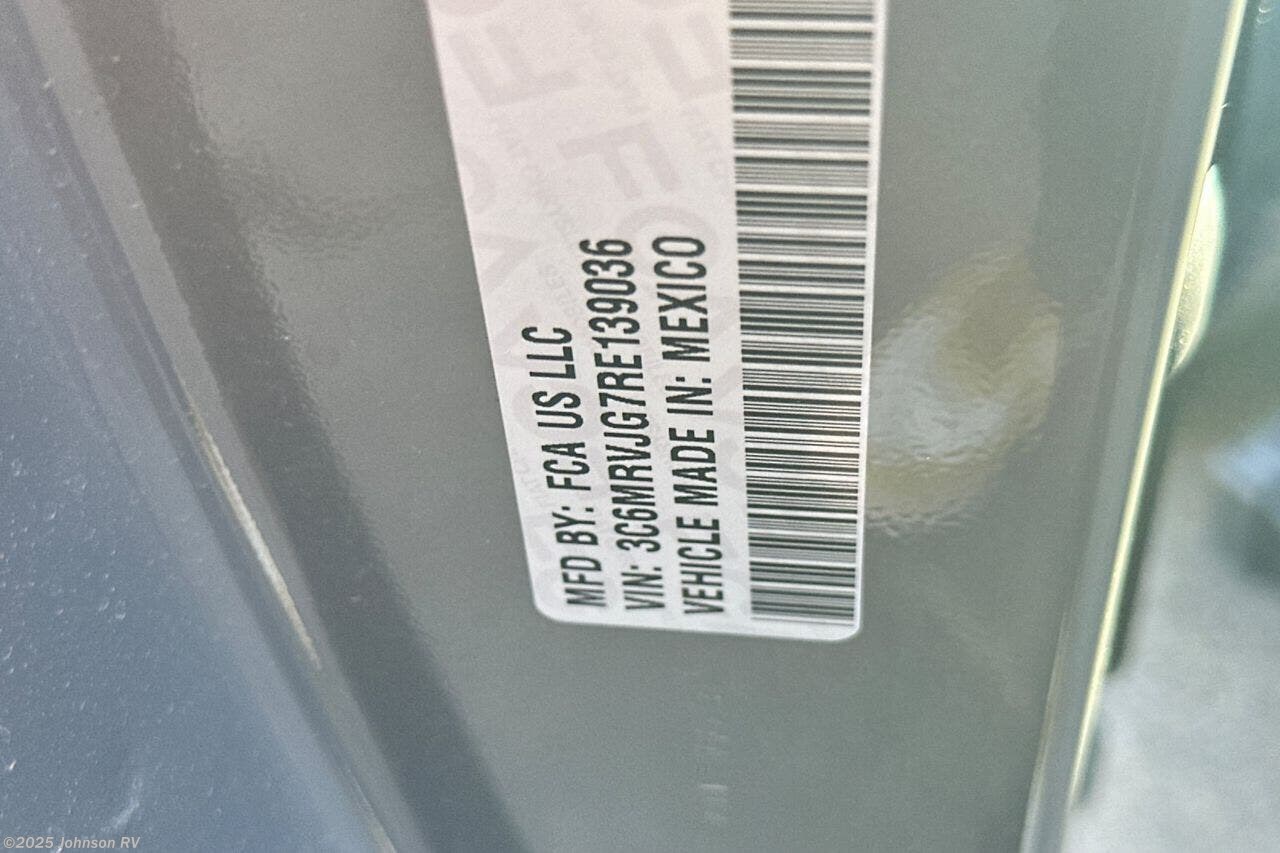 MFD BY: FCA US LLC
VIN: 3C6MRVJG7RE139036
VEHICLE MADE IN: MEXICO
©2025 Johnson RV